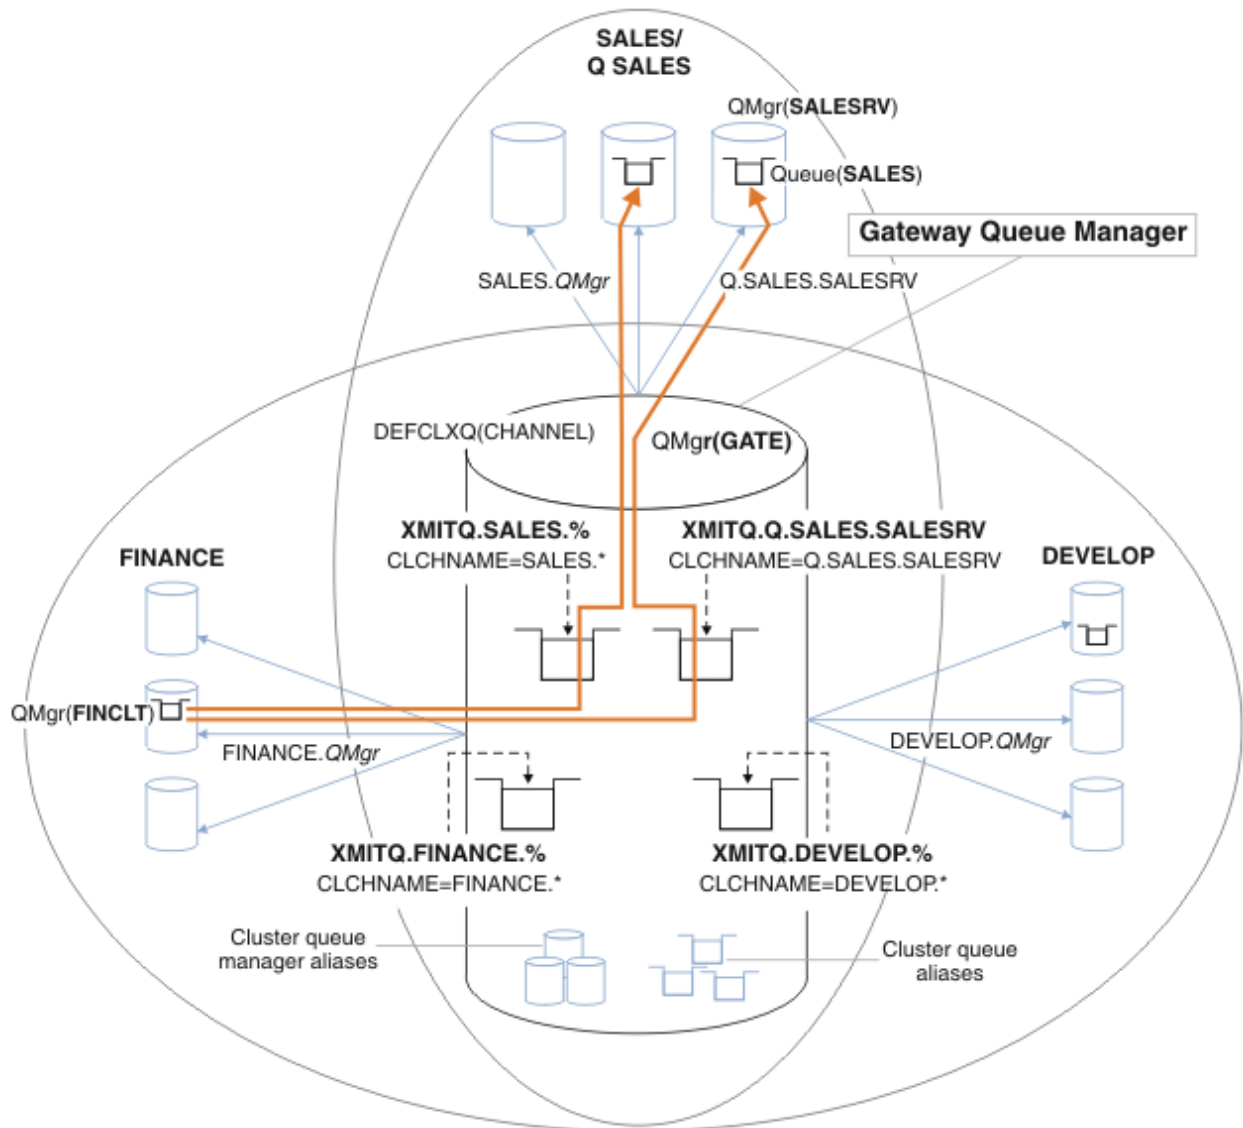 SALES/
Q SALES
QMgr(SALESRV)
Queue(SALES)
Gateway Queue Manager
SALES.QMgr
Q.SALES.SALESRV
DEFCLXQ(CHANNEL)
QMgr(GATE)
XMITQ.SALES.%
CLCHNAME=SALES.*
XMITQ.Q.SALES.SALESRV
CLCHNAME=Q.SALES.SALESRV
FINANCE
DEVELOP
QMgr(FINCLT)
FINANCE.QMgr
DEVELOP.QMgr
XMITQ.FINANCE.%
CLCHNAME=FINANCE.*
XMITQ.DEVELOP.%
CLCHNAME=DEVELOP.*
Cluster queue
manager aliases
Cluster queue
aliases